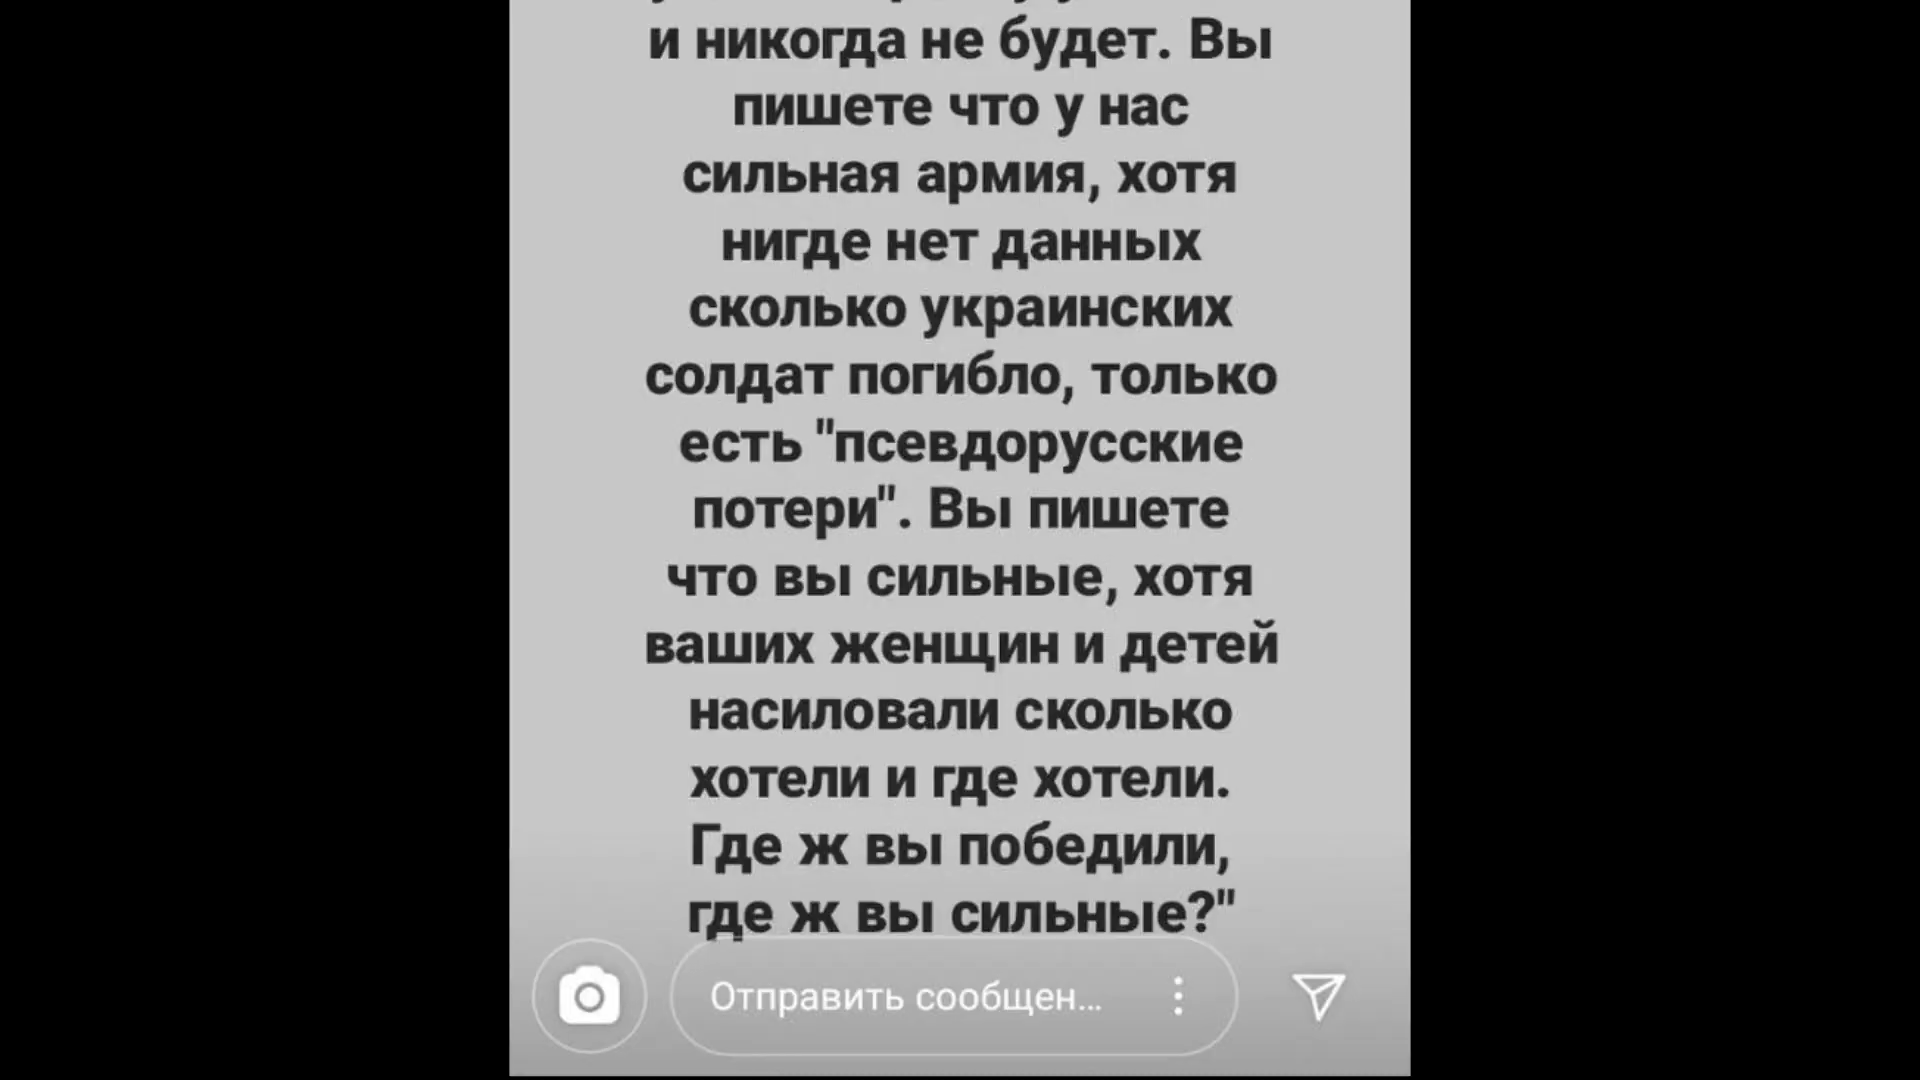 и никогда не будет. Вы
пишете что у нас
сильная армия, хотя
нигде нет данных
сколько украинских
солдат погибло, только
есть "псевдорусские
потери". Вы пишете
что вы сильные, хотя
ваших женщин и детей
насиловали сколько
хотели и где хотели.
Где ж вы победили,
где ж вы сильные?"
Отправить сообщен...